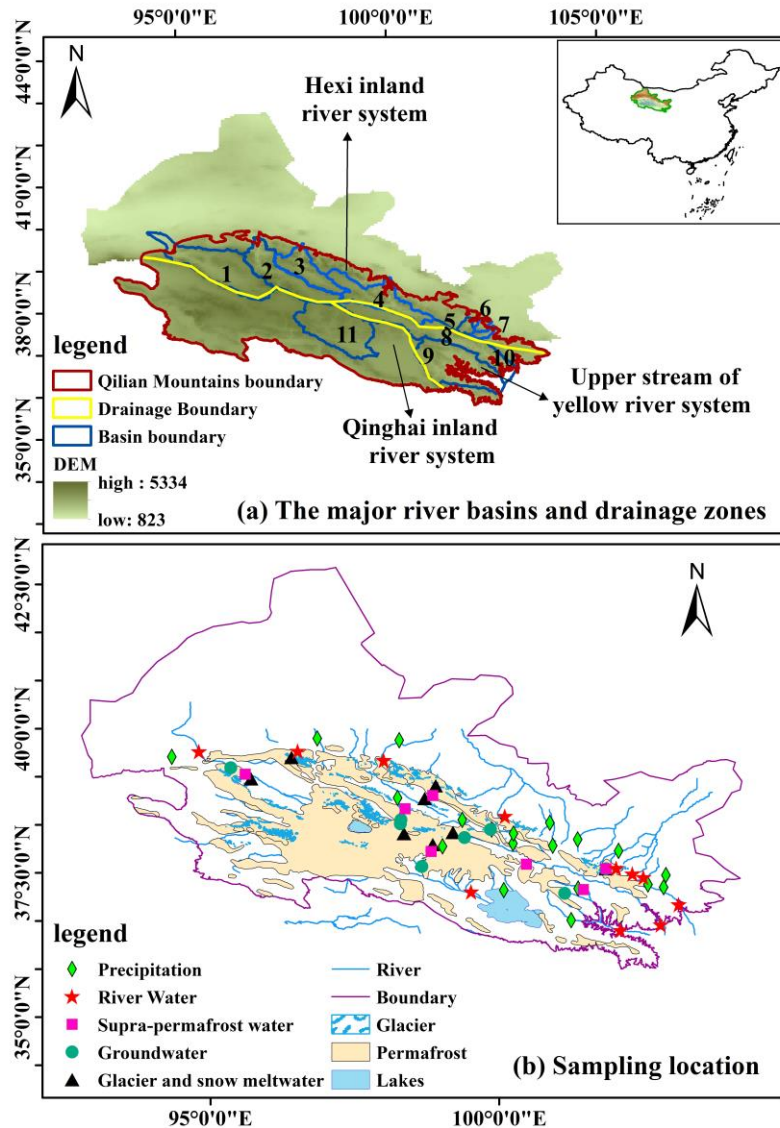 95°0'0"E 100°0'0"E 105°0'0"E
44°0'0"N
41°0'0"N
38°0'0"N
35°0'0"N
N
Hexi inland
river system
1
2
3
4
5
6
7
8
9
10
11
legend
Qilian Mountains boundary
Drainage Boundary
Basin boundary
DEM
high : 5334
low: 823
Upper stream of
yellow river system
Qinghai inland
river system
(a) The major river basins and drainage zones
42°30'0"N
40°0'0"N
37°30'0"N
35°0'0"N
N
legend
Precipitation
River Water
Supra-permafrost water
Groundwater
Glacier and snow meltwater
River
Boundary
Glacier
Permafrost
Lakes
(b) Sampling location
95°0'0"E 100°0'0"E